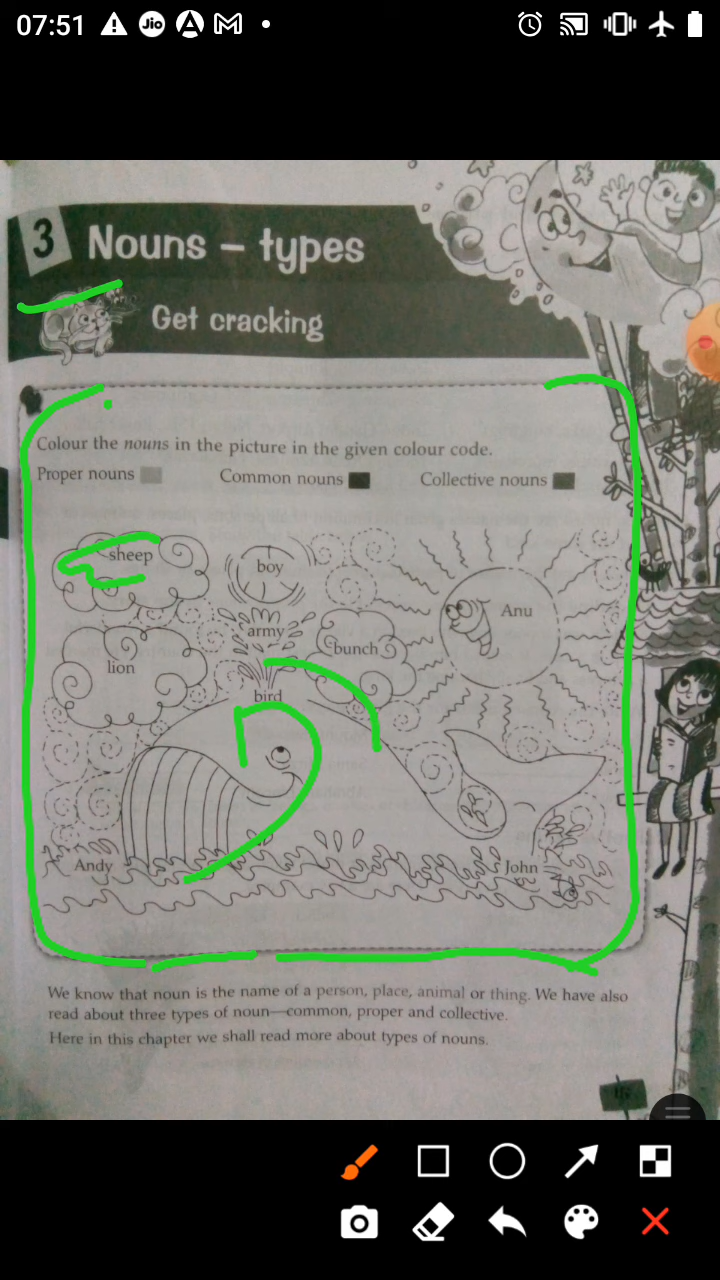 07:51
Jio
3 Nouns – types
Get cracking
Colour the nouns in the picture in the given colour code.
Proper nouns Common nouns Collective nouns
sheep
boy
Anu
army
bunch
lion
bird
Andy
John
We know that noun is the name of a person, place, animal or thing. We have also
read about three types of noun—common, proper and collective.
Here in this chapter we shall read more about types of nouns.